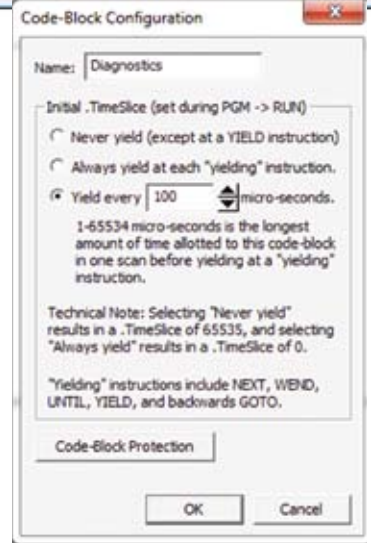 Code-Block Configuration
Name: Diagnostics
Initial .TimeSlice (set during PGM -> RUN)
Never yield (except at a YIELD instruction)
Always yield at each "yielding" instruction.
Yield every 100 micro-seconds.
1-65534 micro-seconds is the longest
amount of time allotted to this code-block
in one scan before yielding at a "yielding"
instruction.
Technical Note: Selecting "Never yield"
results in a .TimeSlice of 65535, and selecting
"Always yield" results in a .TimeSlice of 0.
"Yielding" instructions include NEXT, WEND,
UNTIL, YIELD, and backwards GOTO.
Code-Block Protection
OK Cancel